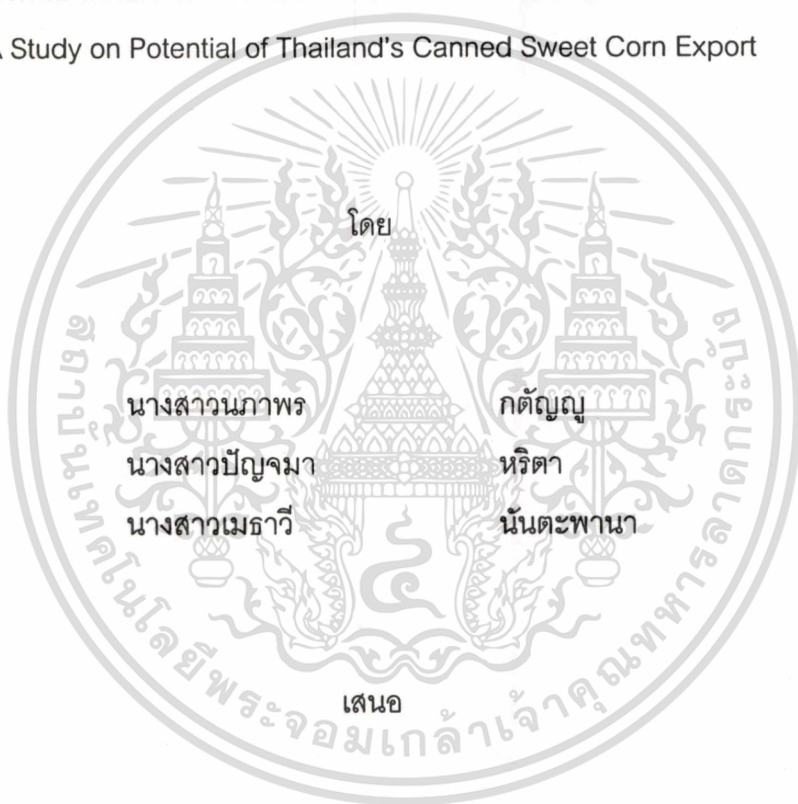 A Study on Potential of Thailand's Canned Sweet Corn Export
โดย
นางสาวนภาพร กตัญญู
นางสาวปัญจมา หริตา
นางสาวเมธาวี นันตะพานา
เสนอ
สถาบันเทคโนโลยีพระจอมเกล้าเจ้าคุณทหารลาดกระบัง